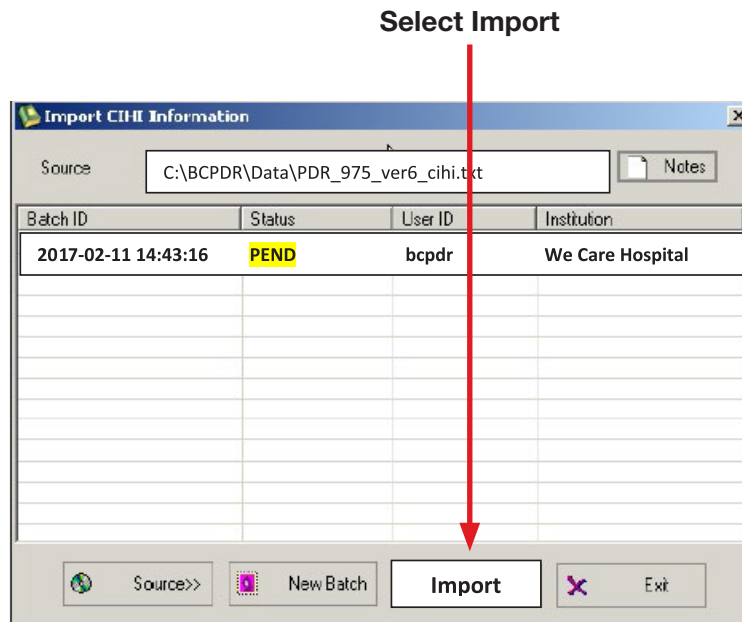 Select Import
Import CIHI Information
Source C:\BCPDR\Data\PDR_975_ver6_cihi.txt Notes
Batch ID Status User ID Institution
2017-02-11 14:43:16 PEND bcpdr We Care Hospital
Source>> New Batch Import Exit